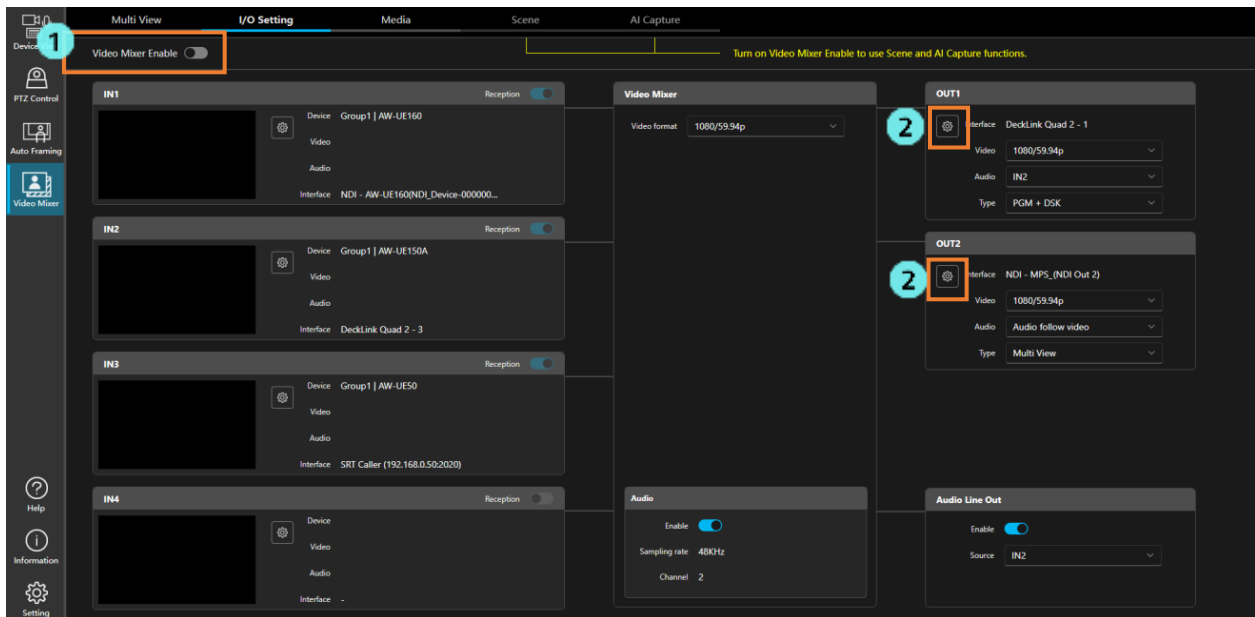 Multi View
I/O Setting
Media
Scene
AI Capture
1
Video Mixer Enable
Turn on Video Mixer Enable to use Scene and AI Capture functions.
PTZ Control
Auto Framing
Video Mixer
Help
Information
Setting
IN1
Reception
Device Group1 | AW-UE160
Video
Audio
Interface NDI - AW-UE160(NDI_Device-000000...
IN2
Reception
Device Group1 | AW-UE150A
Video
Audio
Interface DeckLink Quad 2 - 3
IN3
Reception
Device Group1 | AW-UE50
Video
Audio
Interface SRT Caller (192.168.0.50:2020)
IN4
Reception
Device
Video
Audio
Interface -
Video Mixer
Video format 1080/59.94p
Audio
Enable
Sampling rate 48KHz
Channel 2
OUT1
2
DeckLink Quad 2 - 1
Video 1080/59.94p
Audio IN2
Type PGM + DSK
OUT2
2
NDI - MPS_(NDI Out 2)
Video 1080/59.94p
Audio Audio follow video
Type Multi View
Audio Line Out
Enable
Source IN2